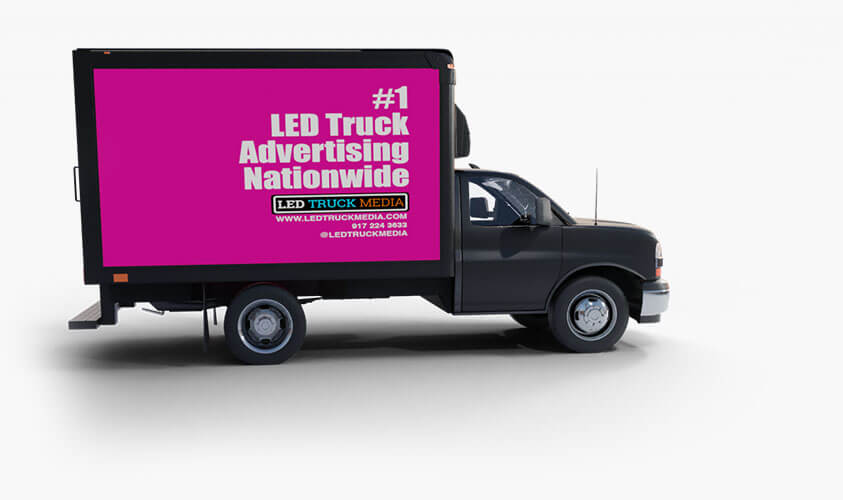 #1
LED Truck
Advertising
Nationwide
LED TRUCK MEDIA
WWW.LEDTRUCKMEDIA.COM
917 224 3633
@LEDTRUCKMEDIA